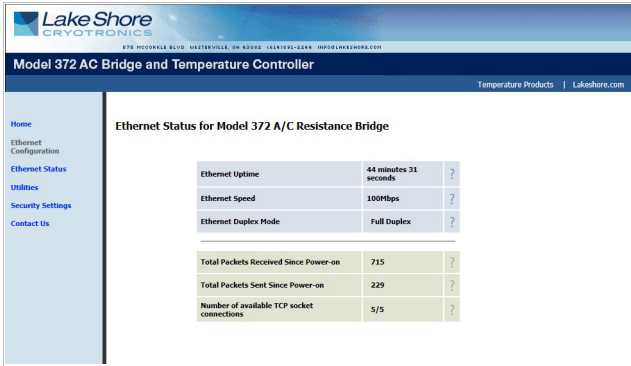 Lake Shore
CRYOTRONICS
575 MCCORKLE BLVD WESTERVILLE, OH 43082 (614)891-2244 INFO@LAKESHORE.COM
Model 372 AC Bridge and Temperature Controller
Temperature Products | Lakeshore.com
Home
Ethernet
Configuration
Ethernet Status
Utilities
Security Settings
Contact Us
Ethernet Status for Model 372 A/C Resistance Bridge
Ethernet Uptime 44 minutes 31 seconds ?
Ethernet Speed 100Mbps ?
Ethernet Duplex Mode Full Duplex ?
Total Packets Received Since Power-on 715 ?
Total Packets Sent Since Power-on 229 ?
Number of available TCP socket connections 5/5 ?